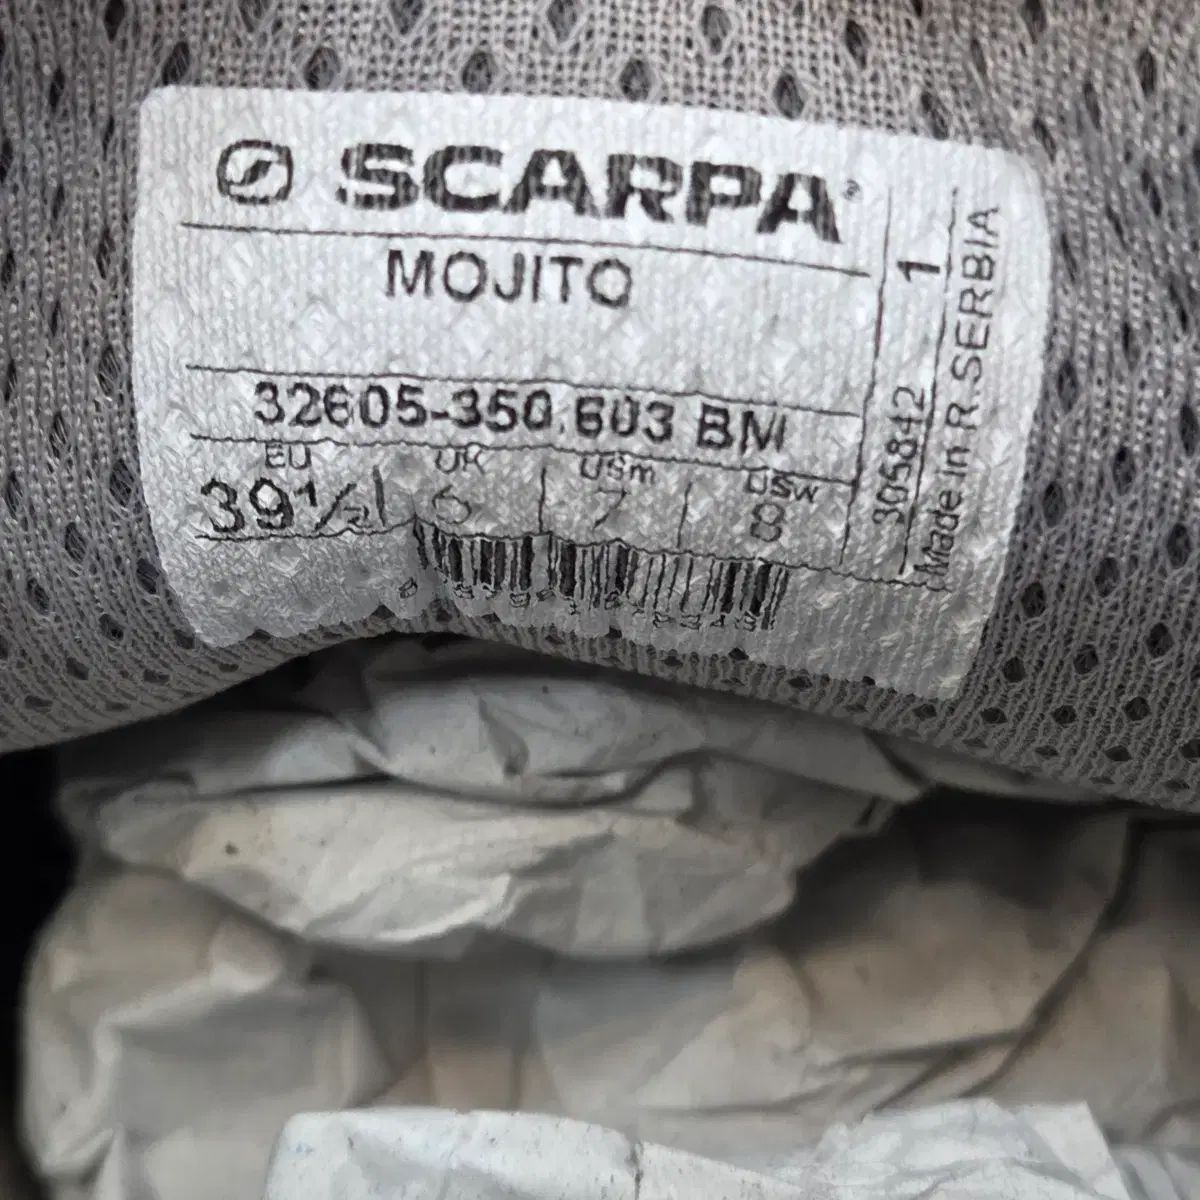 SCARPA
MOJITO
32605-350.603 BM
EU UK USm USw
39½ 6 7 8
305842 1
Made in R.SERBIA